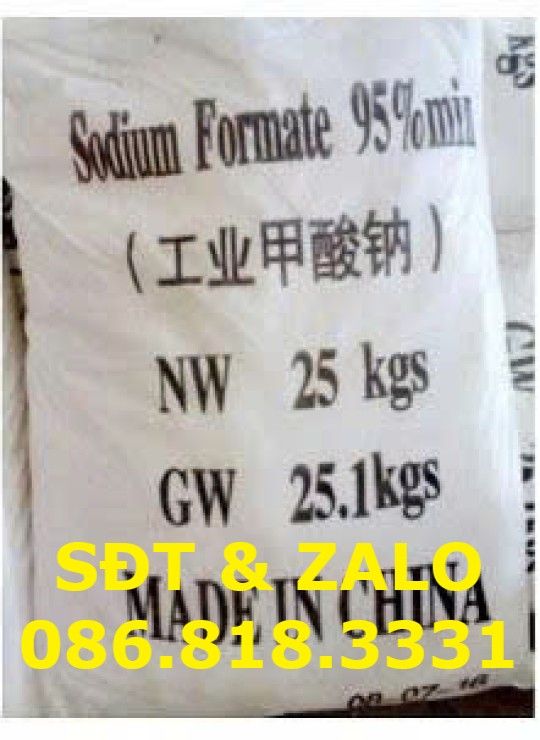 Sodium Formate 95%min
（工业甲酸钠）
NW 25 kgs
GW 25.1kgs
SĐT & ZALO
MADE IN CHINA
086.818.3331